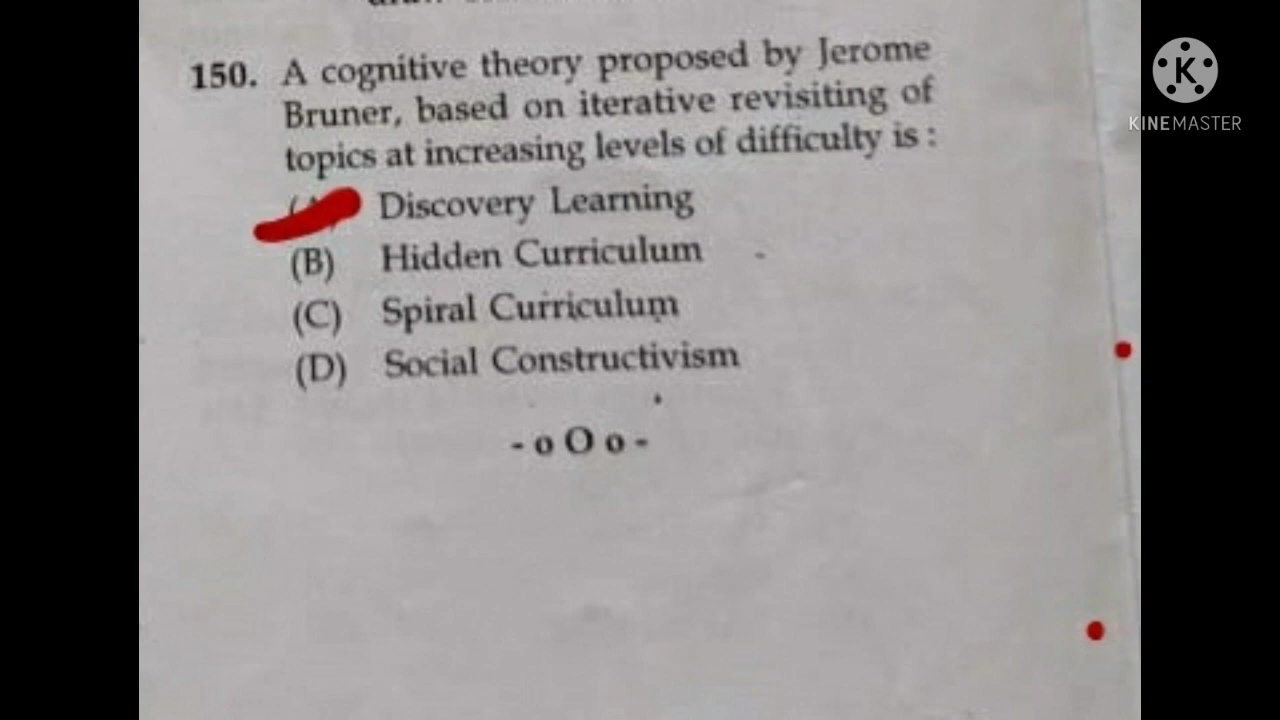 150. A cognitive theory proposed by Jerome
Bruner, based on iterative revisiting of
topics at increasing levels of difficulty is :
Discovery Learning
(B) Hidden Curriculum
(C) Spiral Curriculum
(D) Social Constructivism
- o O o -
K
KINEMASTER